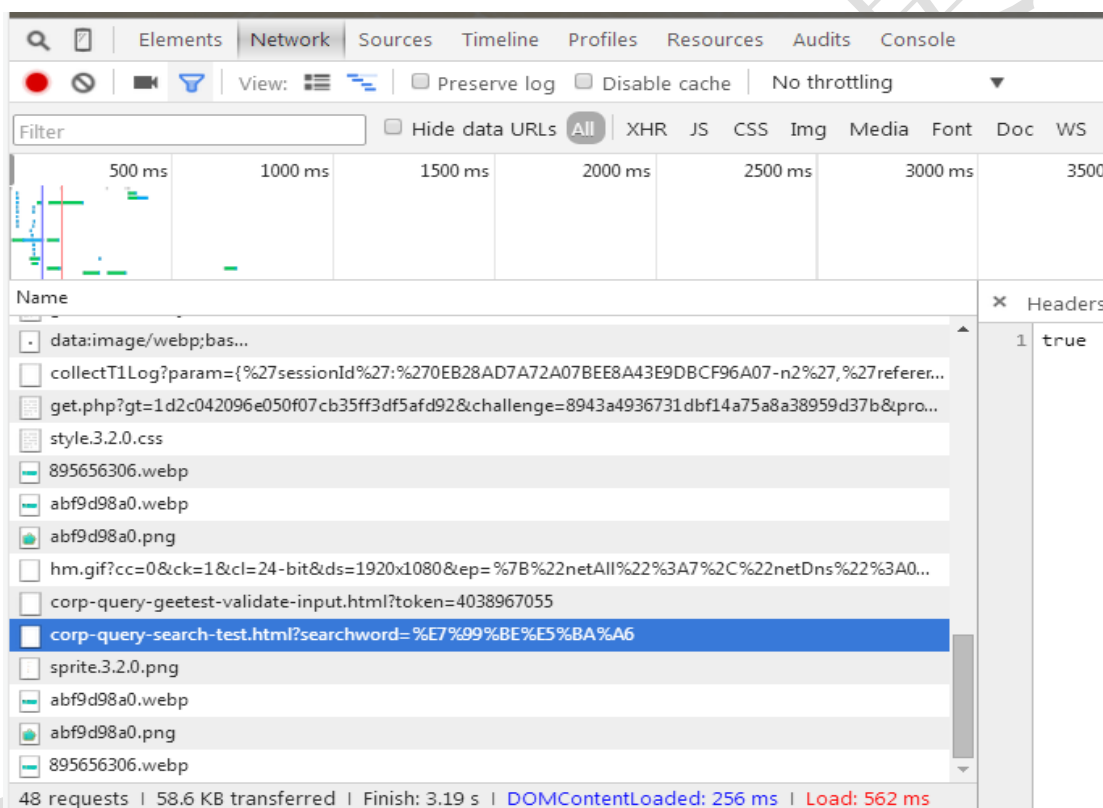 Elements Network Sources Timeline Profiles Resources Audits Console
View: Preserve log Disable cache No throttling
Filter Hide data URLs All XHR JS CSS Img Media Font Doc WS
500 ms 1000 ms 1500 ms 2000 ms 2500 ms 3000 ms 3500
Name
× Headers
data:image/webp;bas...
1 true
collectT1Log?param={%27sessionId%27:%270EB28AD7A72A07BEE8A43E9DBCF96A07-n2%27,%27referer...
get.php?gt=1d2c042096e050f07cb35ff3df5afd92&challenge=8943a4936731dbf14a75a8a38959d37b&pro...
style.3.2.0.css
895656306.webp
abf9d98a0.webp
abf9d98a0.png
hm.gif?cc=0&ck=1&cl=24-bit&ds=1920x1080&ep=%7B%22netAll%22%3A7%2C%22netDns%22%3A0...
corp-query-geetest-validate-input.html?token=4038967055
corp-query-search-test.html?searchword=%E7%99%BE%E5%BA%A6
sprite.3.2.0.png
abf9d98a0.webp
abf9d98a0.png
895656306.webp
48 requests | 58.6 KB transferred | Finish: 3.19 s | DOMContentLoaded: 256 ms | Load: 562 ms